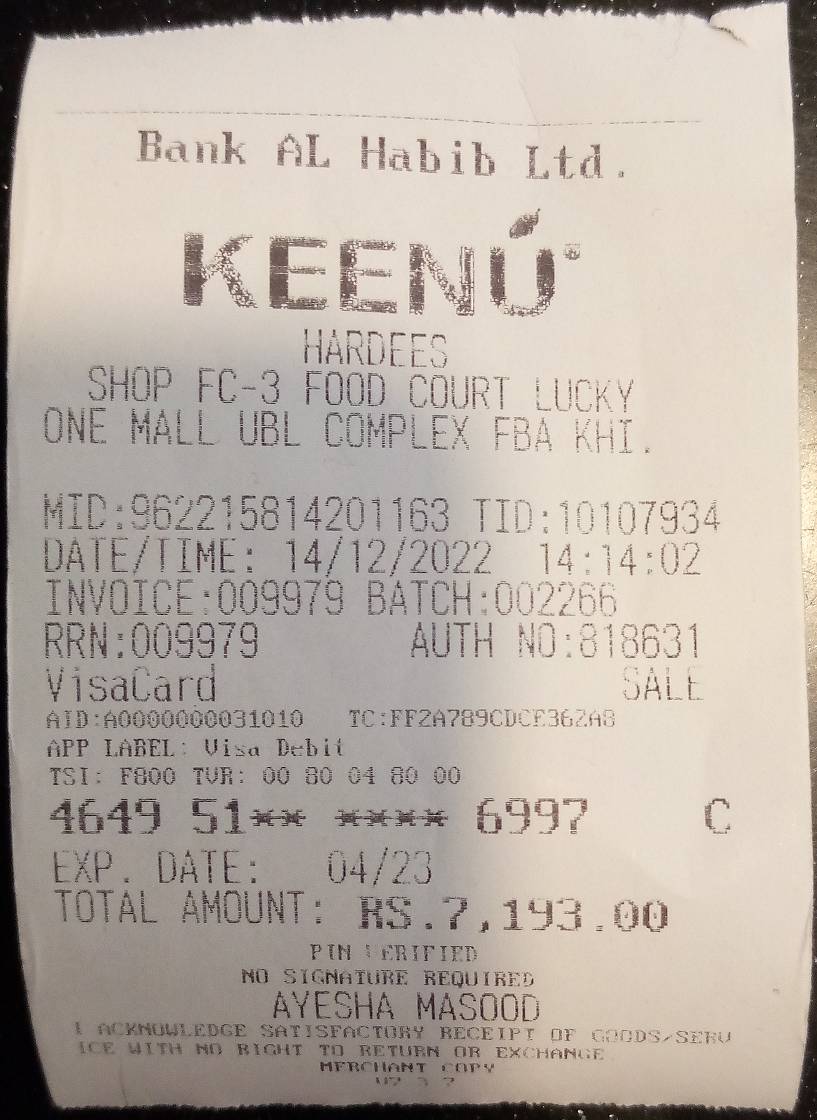 Bank AL Habib Ltd.
KEENÚ®
HARDEES
SHOP FC-3 FOOD COURT LUCKY
ONE MALL UBL COMPLEX FBA KHI.
MID:962215814201163 TID:10107934
DATE/TIME: 14/12/2022 14:14:02
INVOICE:009979 BATCH:002266
RRN:009979 AUTH NO:818631
VisaCard SALE
AID:A0000000031010 TC:FF2A789CDCE362A8
APP LABEL: Visa Debit
TSI: F800 TVR: 00 80 04 80 00
4649 51** **** 6997 C
EXP. DATE: 04/23
TOTAL AMOUNT: RS.7,193.00
PIN VERIFIED
NO SIGNATURE REQUIRED
AYESHA MASOOD
I ACKNOWLEDGE SATISFACTORY RECEIPT OF GOODS/SERV
ICE WITH NO RIGHT TO RETURN OR EXCHANGE
MERCHANT COPY